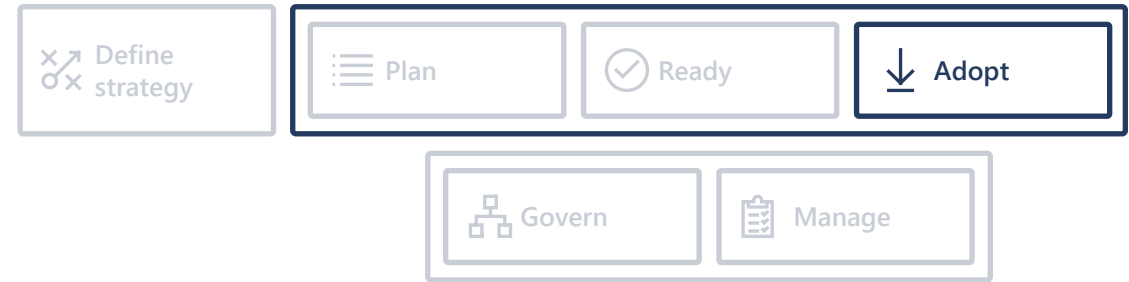 Define
strategy
Plan
Ready
Adopt
Govern
Manage